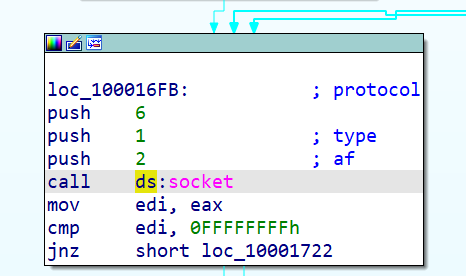 loc_100016FB: ; protocol
push 6
push 1 ; type
push 2 ; af
call ds:socket
mov edi, eax
cmp edi, 0FFFFFFFFh
jnz short loc_10001722